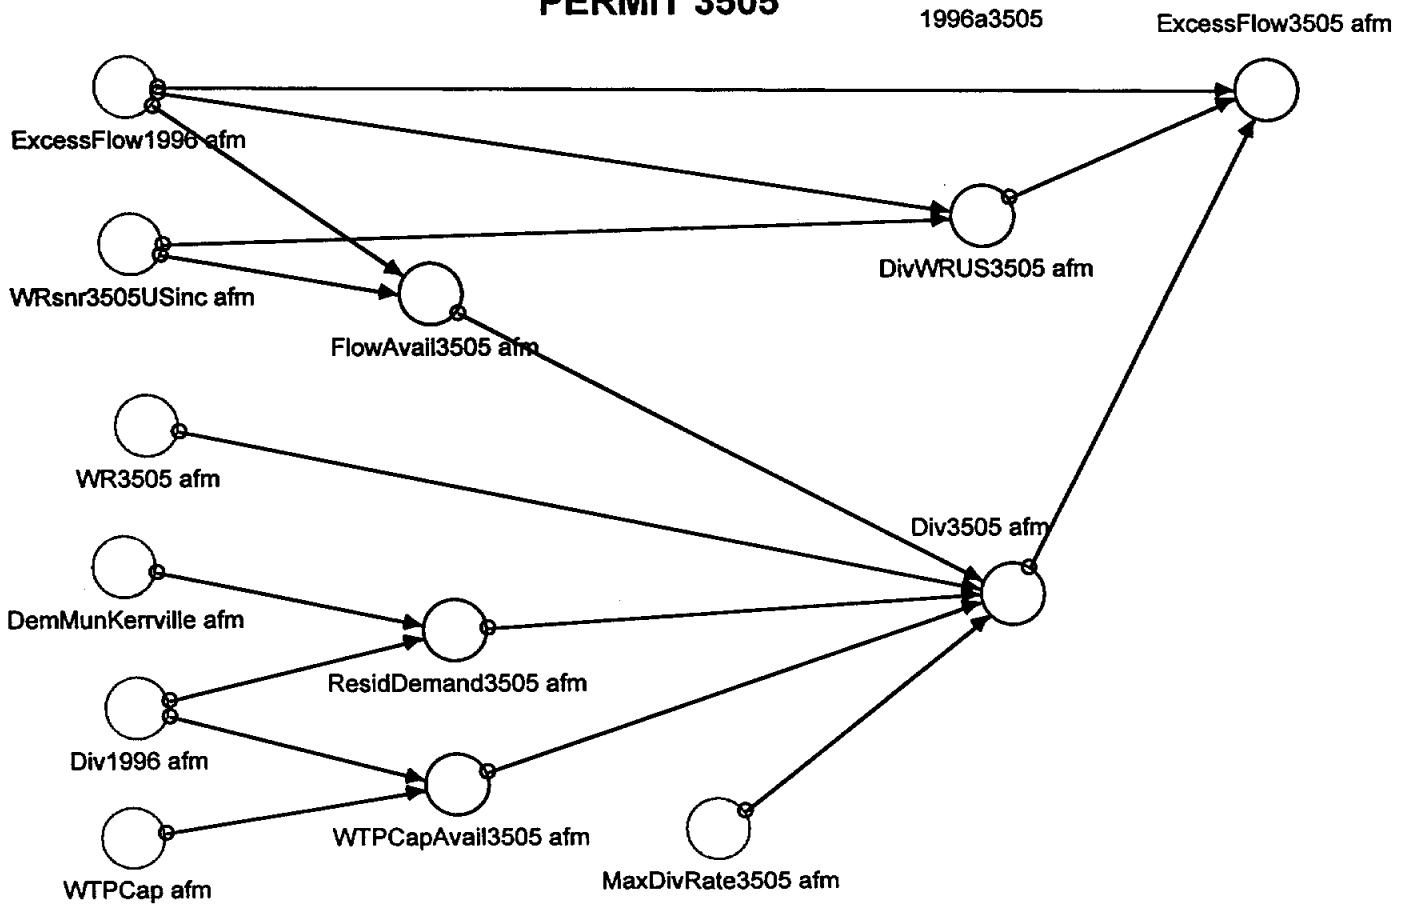 PERMIT 3505
1996a3505
ExcessFlow3505 afm
ExcessFlow1996 afm
DivWRUS3505 afm
WRsnr3505USinc afm
FlowAvail3505 afm
WR3505 afm
Div3505 afm
DemMunKerrville afm
ResidDemand3505 afm
Div1996 afm
WTPCapAvail3505 afm
MaxDivRate3505 afm
WTPCap afm